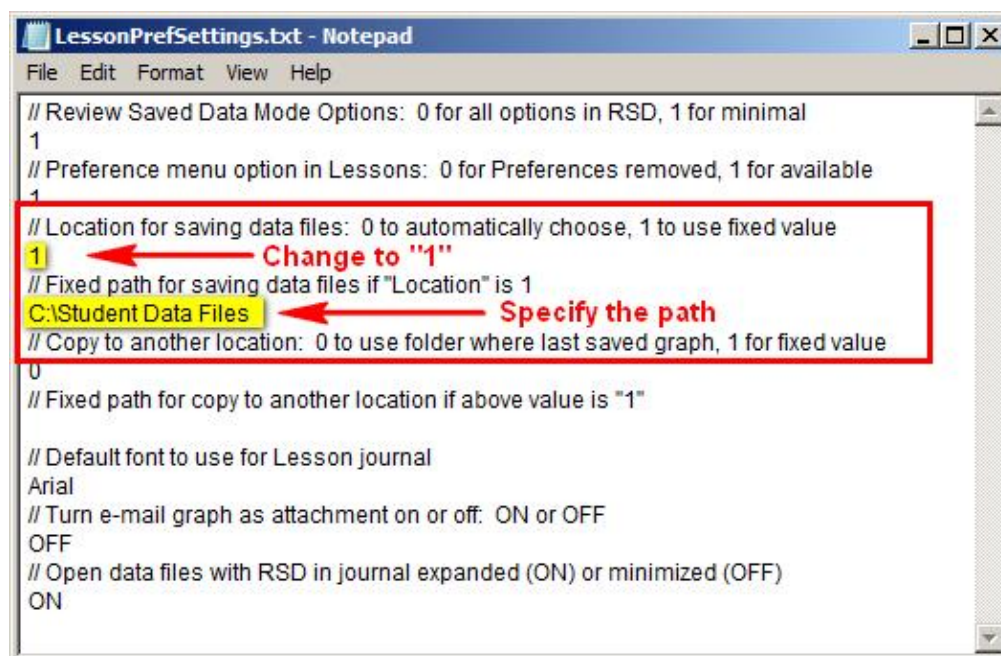 LessonPrefSettings.txt - Notepad
File Edit Format View Help
// Review Saved Data Mode Options: 0 for all options in RSD, 1 for minimal
1
// Preference menu option in Lessons: 0 for Preferences removed, 1 for available
1
// Location for saving data files: 0 to automatically choose, 1 to use fixed value
1 Change to "1"
// Fixed path for saving data files if "Location" is 1
C:\Student Data Files Specify the path
// Copy to another location: 0 to use folder where last saved graph, 1 for fixed value
0
// Fixed path for copy to another location if above value is "1"
// Default font to use for Lesson journal
Arial
// Turn e-mail graph as attachment on or off: ON or OFF
OFF
// Open data files with RSD in journal expanded (ON) or minimized (OFF)
ON